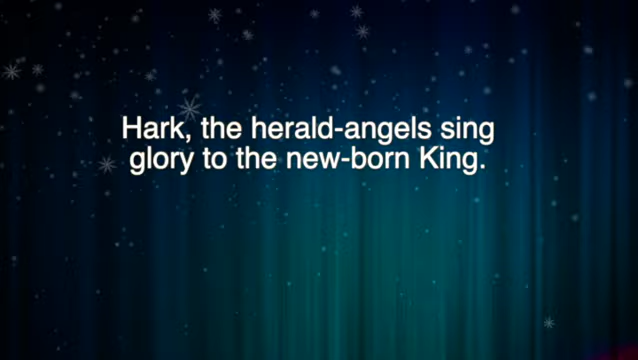 Hark, the herald-angels sing
glory to the new-born King.